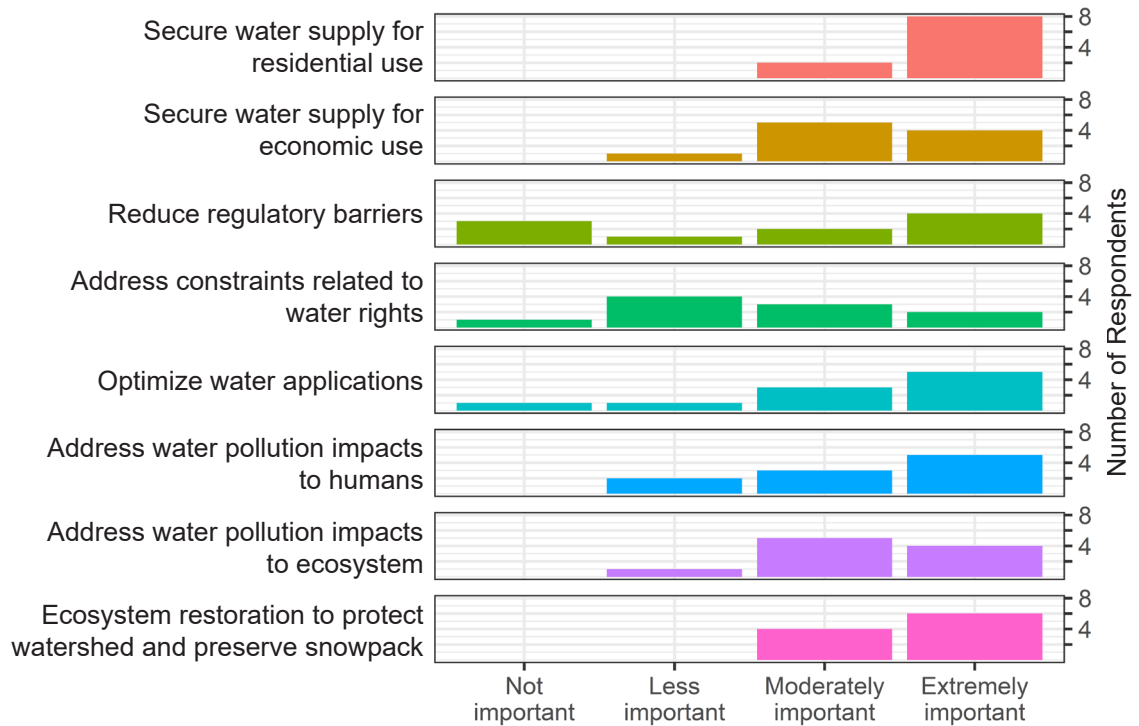 Secure water supply for
residential use
8
4
Secure water supply for
economic use
8
4
Reduce regulatory barriers
8
4
Address constraints related to
water rights
8
4
Optimize water applications
8
4
Address water pollution impacts
to humans
8
4
Address water pollution impacts
to ecosystem
8
4
Ecosystem restoration to protect
watershed and preserve snowpack
8
4
Number of Respondents
Not
important
Less
important
Moderately
important
Extremely
important